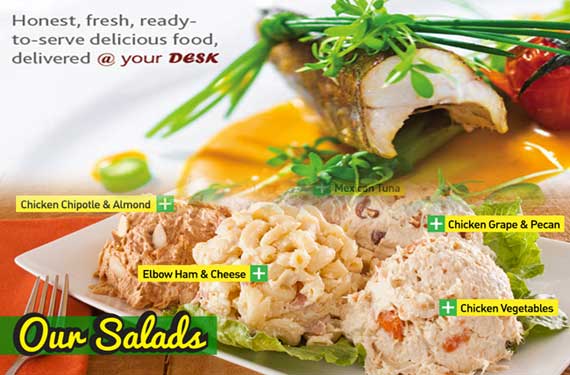 Honest, fresh, ready-
to-serve delicious food,
delivered @ your DESK
Mexican Tuna
Chicken Chipotle & Almond
Chicken Grape & Pecan
Elbow Ham & Cheese
Chicken Vegetables
Our Salads